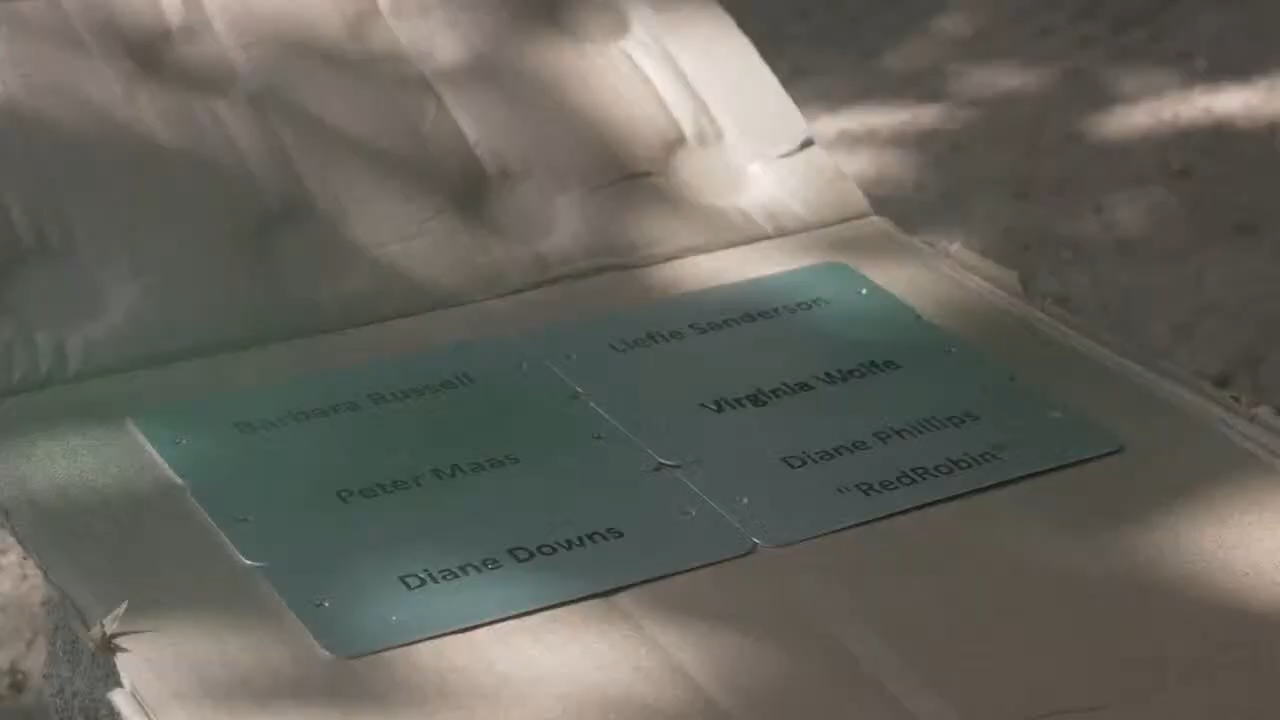 Barbara Russell
Peter Maas
Diane Downs
Liefie Sanderson
Virginia Wolfe
Diane Phillips
"RedRobin"